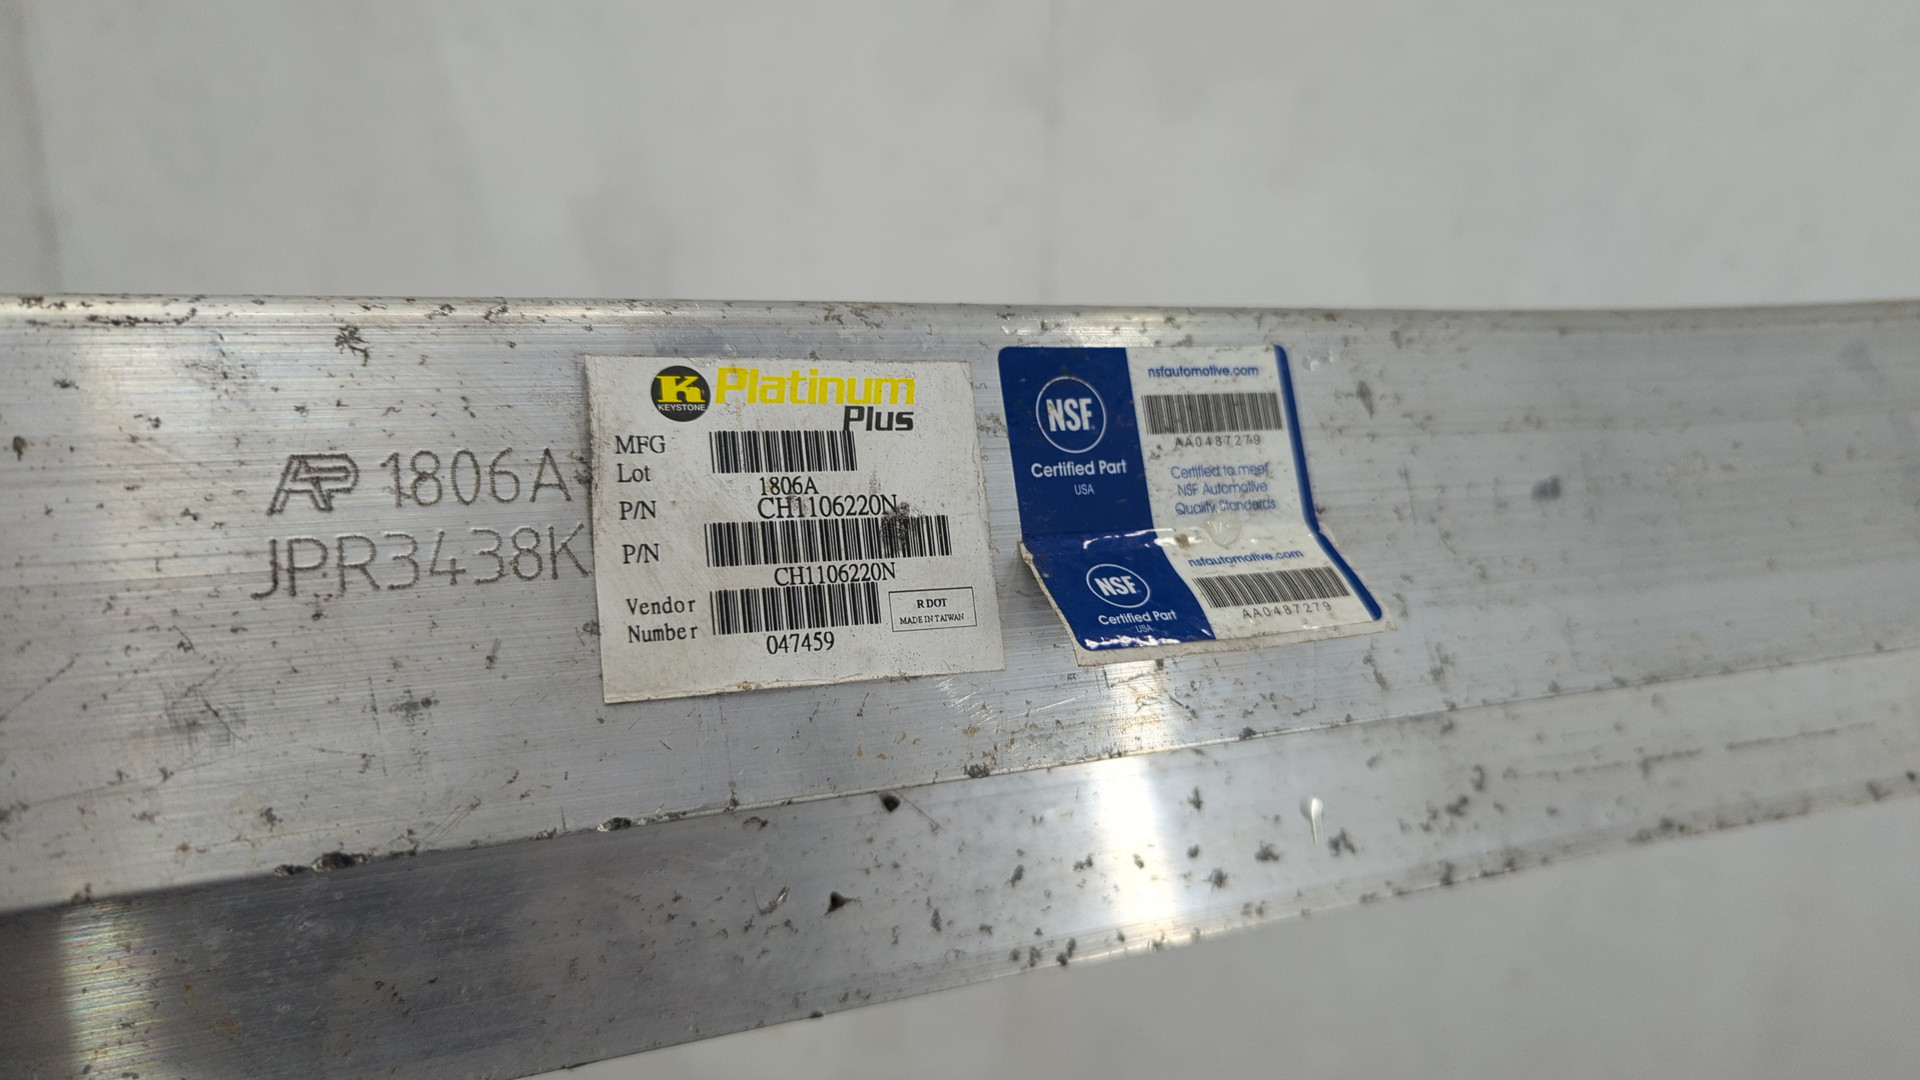 AP 1806A
JPR3438K
K
KEYSTONE
Platinum
Plus
MFG
Lot
1806A
P/N
CH1106220N
P/N
CH1106220N
Vendor
Number
047459
R DOT
MADE IN TAIWAN
NSF
Certified Part
USA
nsfautomotive.com
AA0487279
Certified to meet
NSF Automotive
Quality Standards
NSF
Certified Part
USA
nsfautomotive.com
AA0487279